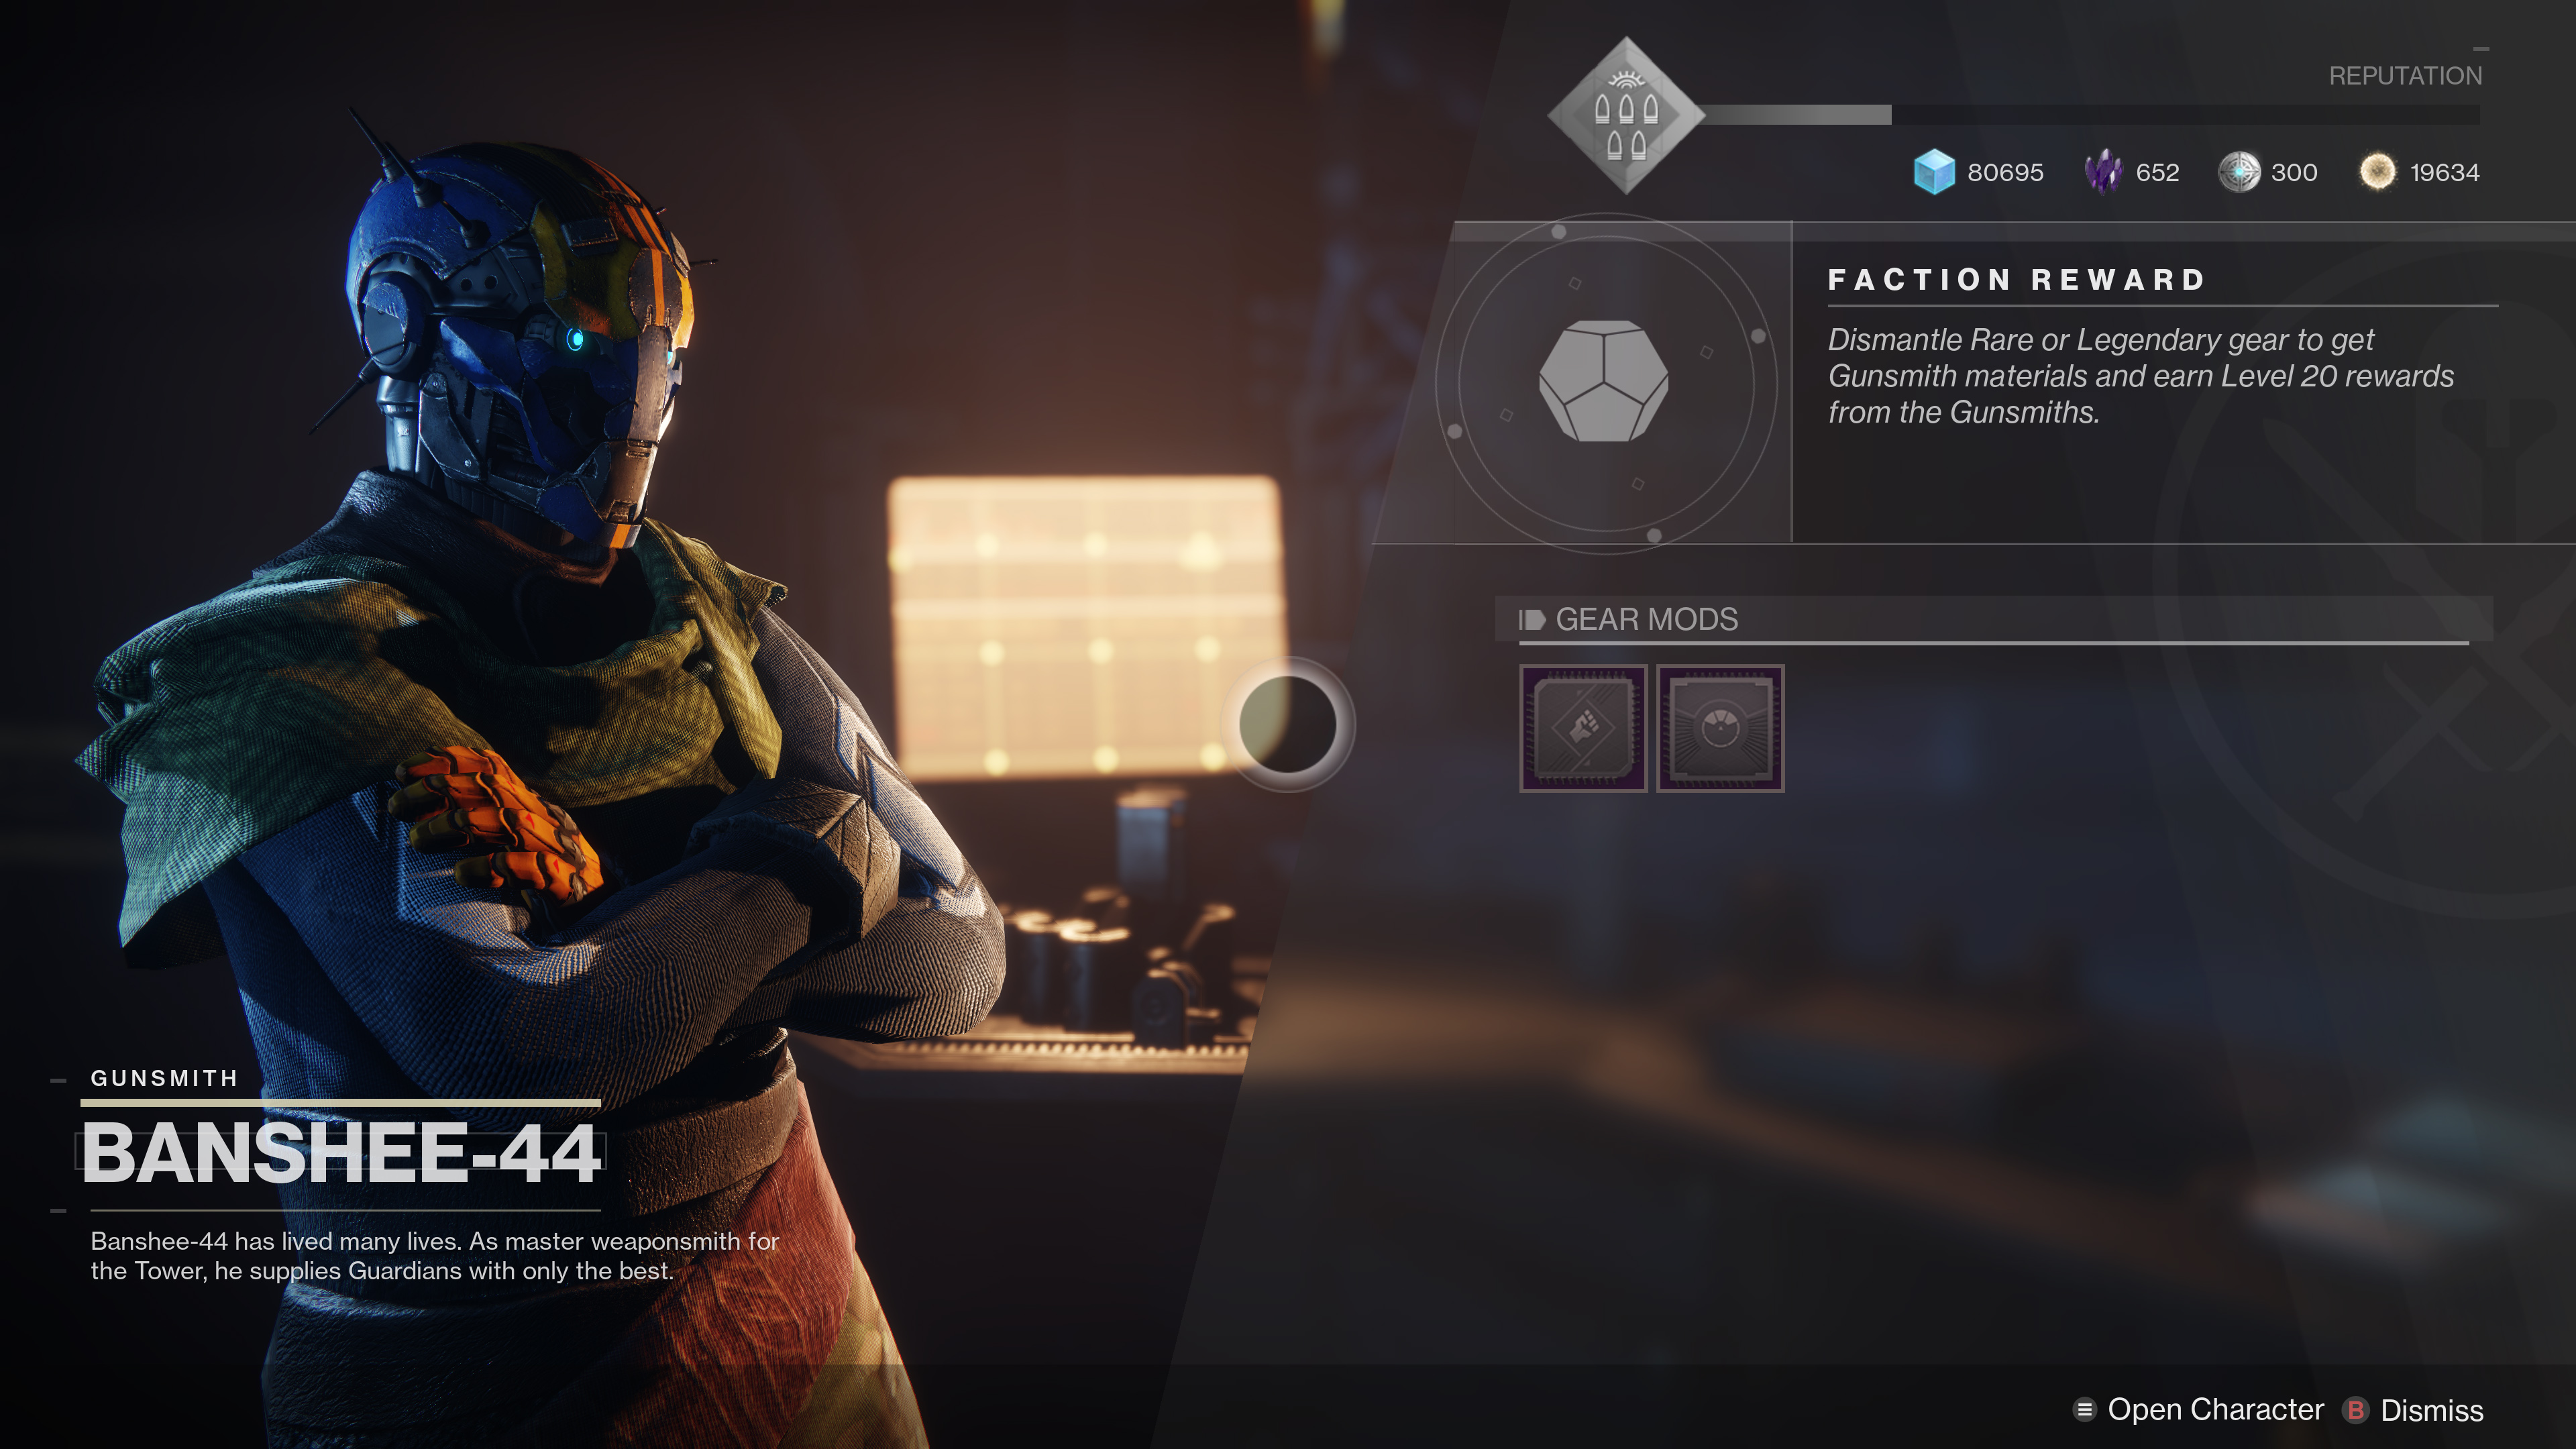 REPUTATION
80695 652 300 19634
FACTION REWARD
Dismantle Rare or Legendary gear to get
Gunsmith materials and earn Level 20 rewards
from the Gunsmiths.
GEAR MODS
GUNSMITH
BANSHEE-44
Banshee-44 has lived many lives. As master weaponsmith for
the Tower, he supplies Guardians with only the best.
Open Character B Dismiss